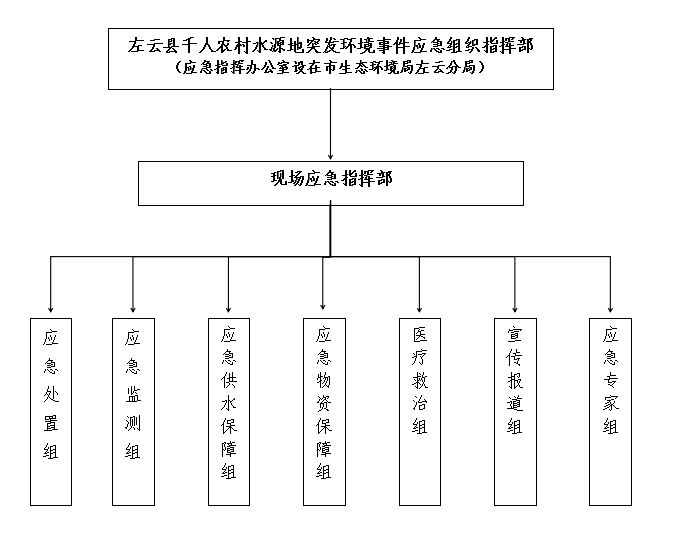 左云县千人农村水源地突发环境事件应急组织指挥部
（应急指挥办公室设在市生态环境局左云分局）
现场应急指挥部
应急处置组
应急监测组
应急供水保障组
应急物资保障组
医疗救治组
宣传报道组
应急专家组